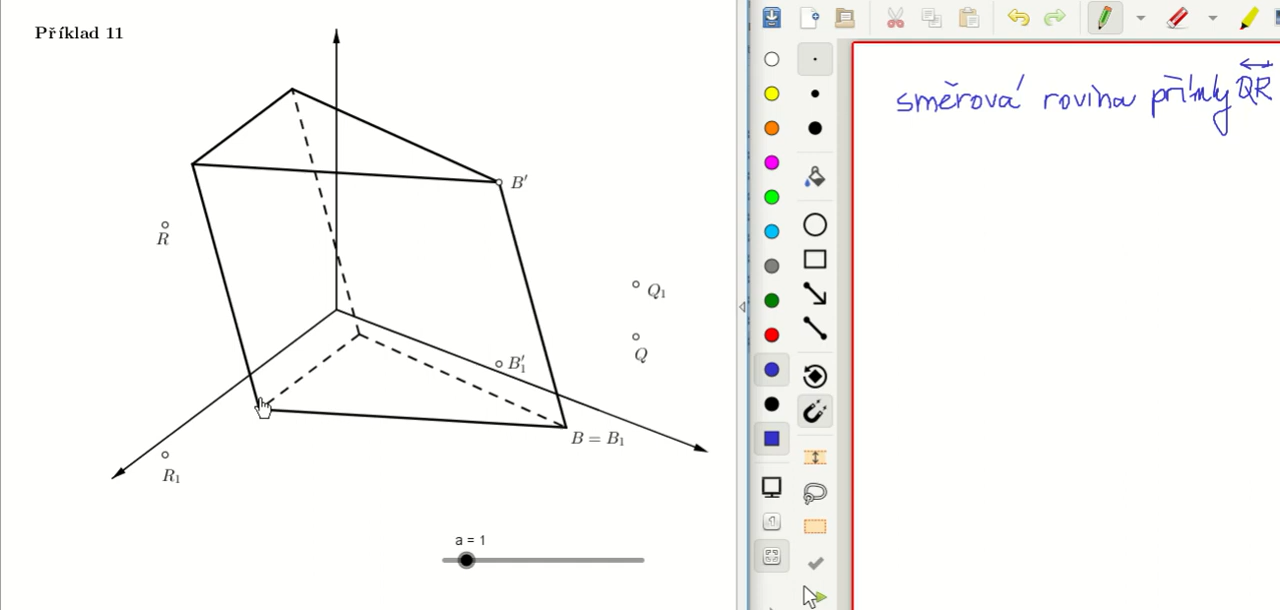 Příklad 11
směrová rovina přímky QR
B′
R
Q₁
Q
B′₁
B = B₁
R₁
a = 1